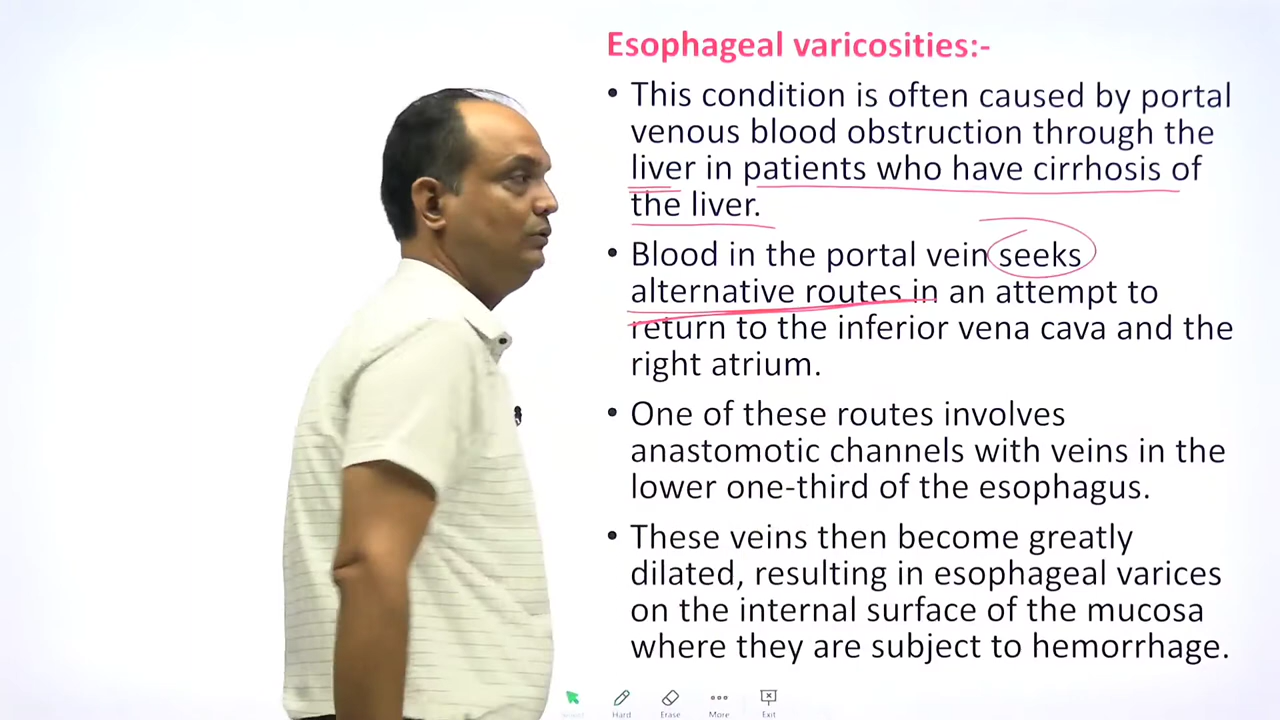 Esophageal varicosities:-
• This condition is often caused by portal
venous blood obstruction through the
liver in patients who have cirrhosis of
the liver.
• Blood in the portal vein seeks
alternative routes in an attempt to
return to the inferior vena cava and the
right atrium.
• One of these routes involves
anastomotic channels with veins in the
lower one-third of the esophagus.
• These veins then become greatly
dilated, resulting in esophageal varices
on the internal surface of the mucosa
where they are subject to hemorrhage.
Select Hard Erase More Exit